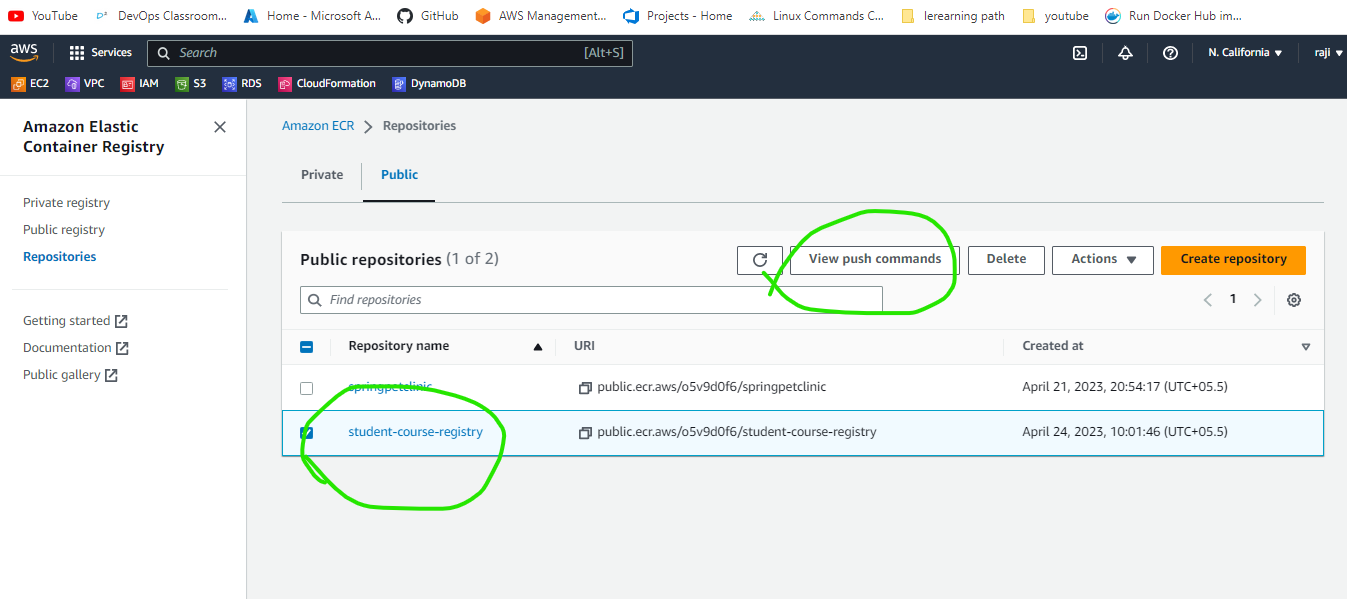 YouTube DevOps Classroom... Home - Microsoft A... GitHub AWS Management... Projects - Home Linux Commands C... lerearning path youtube Run Docker Hub im...
aws Services Search [Alt+S] N. California raji
EC2 VPC IAM S3 RDS CloudFormation DynamoDB
Amazon Elastic
Container Registry
Private registry
Public registry
Repositories
Getting started
Documentation
Public gallery
Amazon ECR Repositories
Private Public
Public repositories (1 of 2) View push commands Delete Actions Create repository
Find repositories 1
Repository name URI Created at
springpetclinic public.ecr.aws/o5v9d0f6/springpetclinic April 21, 2023, 20:54:17 (UTC+05.5)
student-course-registry public.ecr.aws/o5v9d0f6/student-course-registry April 24, 2023, 10:01:46 (UTC+05.5)